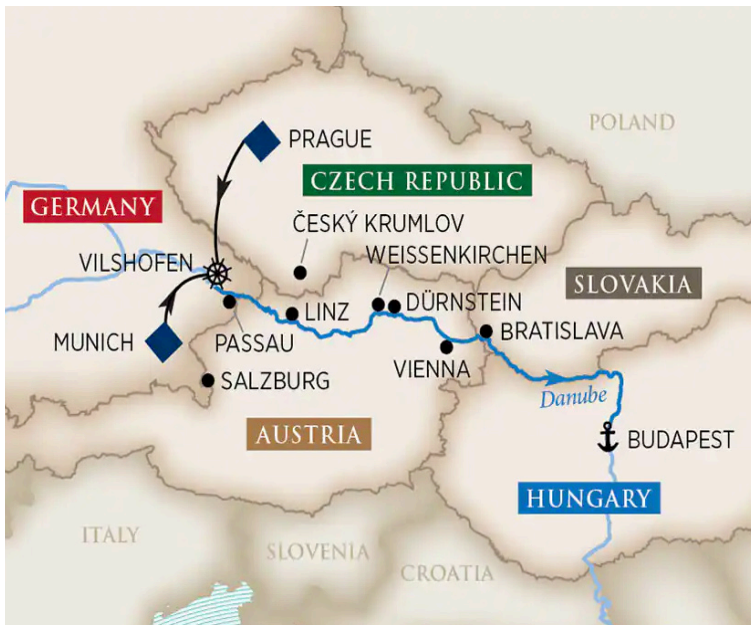 POLAND
PRAGUE
CZECH REPUBLIC
GERMANY
ČESKÝ KRUMLOV
WEISSENKIRCHEN
VILSHOFEN
SLOVAKIA
DÜRNSTEIN
LINZ
BRATISLAVA
MUNICH
PASSAU
VIENNA
SALZBURG
Danube
AUSTRIA
BUDAPEST
HUNGARY
ITALY
SLOVENIA
CROATIA